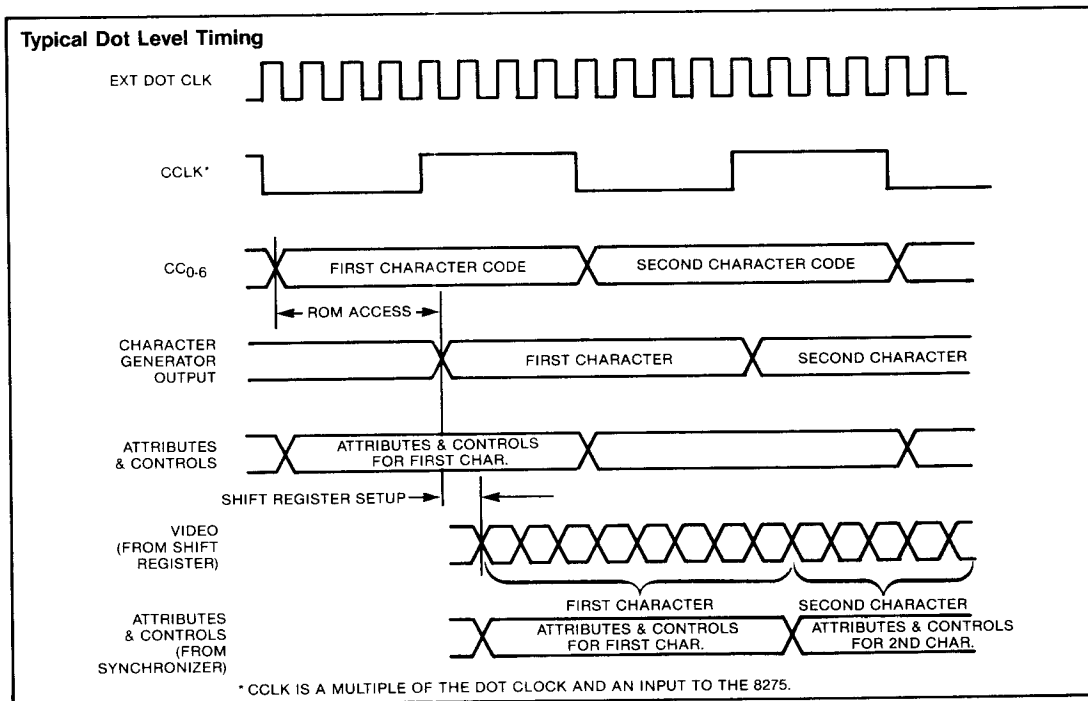 Typical Dot Level Timing
EXT DOT CLK
CCLK*
CC0-6
FIRST CHARACTER CODE
SECOND CHARACTER CODE
ROM ACCESS
CHARACTER
GENERATOR
OUTPUT
FIRST CHARACTER
SECOND CHARACTER
ATTRIBUTES
& CONTROLS
ATTRIBUTES & CONTROLS
FOR FIRST CHAR.
SHIFT REGISTER SETUP
VIDEO
(FROM SHIFT
REGISTER)
FIRST CHARACTER
SECOND CHARACTER
ATTRIBUTES
& CONTROLS
(FROM
SYNCHRONIZER)
ATTRIBUTES & CONTROLS
FOR FIRST CHAR.
ATTRIBUTES & CONTROLS
FOR 2ND CHAR.
* CCLK IS A MULTIPLE OF THE DOT CLOCK AND AN INPUT TO THE 8275.